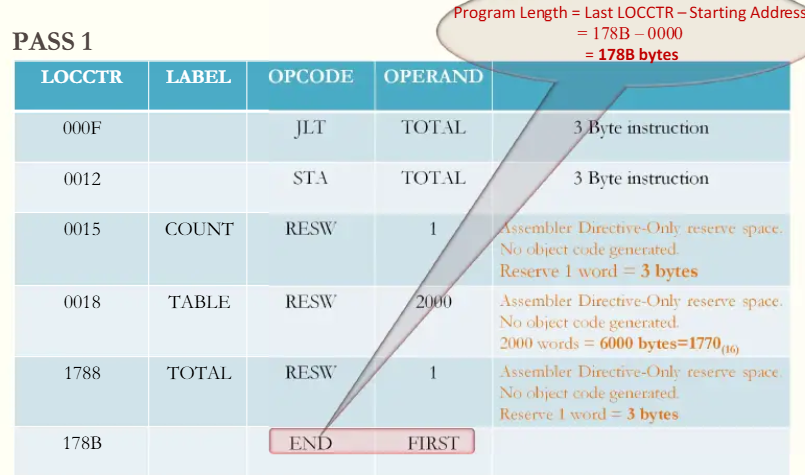 Program Length = Last LOCCTR – Starting Address
= 178B – 0000
= 178B bytes
PASS 1
LOCCTR LABEL OPCODE OPERAND
000F JLT TOTAL 3 Byte instruction
0012 STA TOTAL 3 Byte instruction
0015 COUNT RESW 1 Assembler Directive-Only reserve space.
No object code generated.
Reserve 1 word = 3 bytes
0018 TABLE RESW 2000 Assembler Directive-Only reserve space.
No object code generated.
2000 words = 6000 bytes=1770(16)
1788 TOTAL RESW 1 Assembler Directive-Only reserve space.
No object code generated.
Reserve 1 word = 3 bytes
178B END FIRST